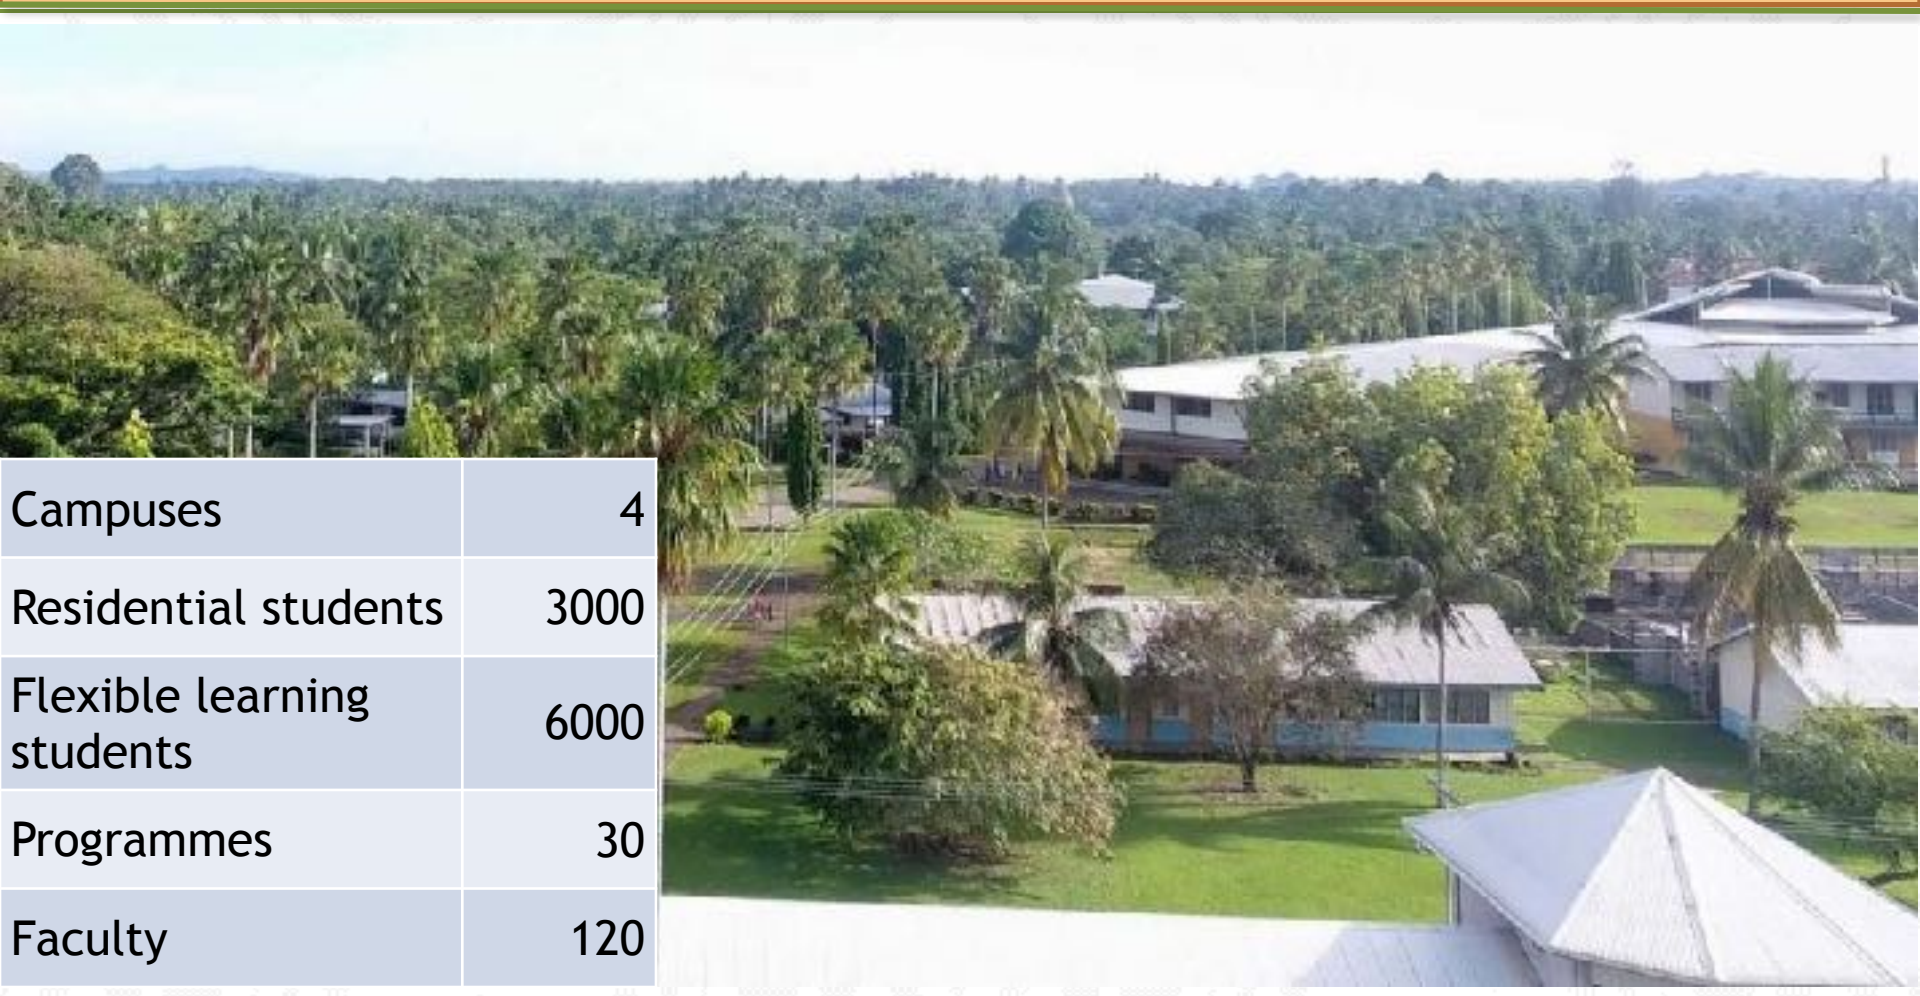 Campuses 4
Residential students 3000
Flexible learning
students 6000
Programmes 30
Faculty 120